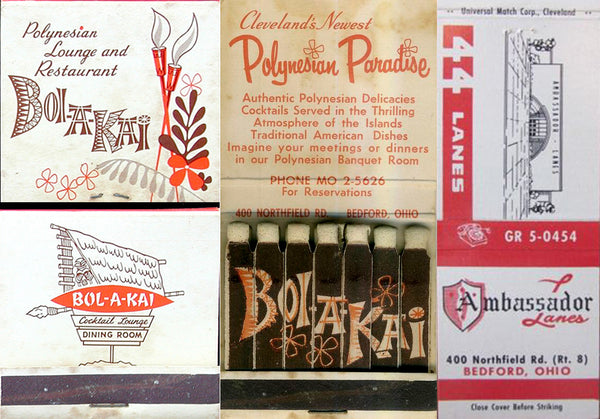 Polynesian
Lounge and
Restaurant
BOL-A-KAI
BOL-A-KAI
Cocktail Lounge
DINING ROOM
Cleveland's Newest
Polynesian Paradise
Authentic Polynesian Delicacies
Cocktails Served in the Thrilling
Atmosphere of the Islands
Traditional American Dishes
Imagine your meetings or dinners
in our Polynesian Banquet Room
PHONE MO 2-5626
For Reservations
400 NORTHFIELD RD. BEDFORD, OHIO
BOL-A-KAI
Universal Match Corp., Cleveland
44 LANES
AMBASSADOR LANES
GR 5-0454
Ambassador
Lanes
400 Northfield Rd. (Rt. 8)
BEDFORD, OHIO
Close Cover Before Striking